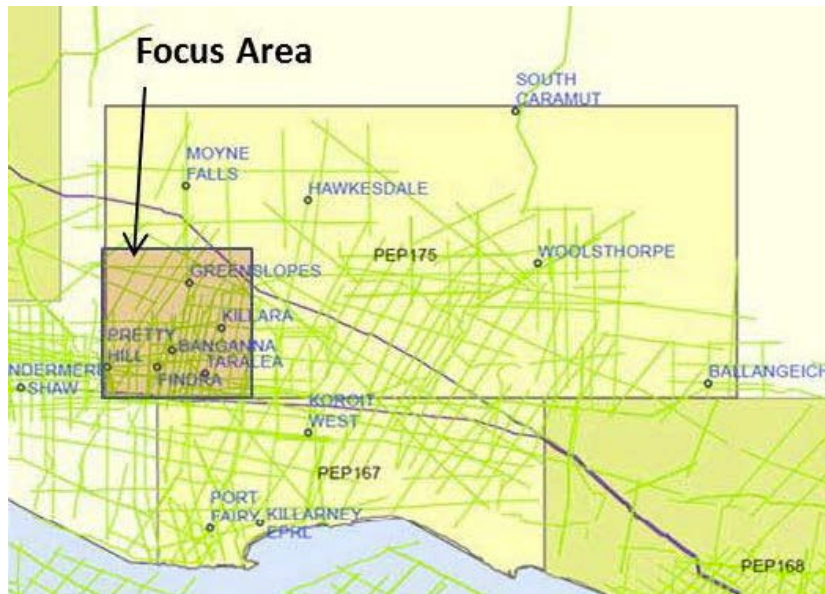 Focus Area
SOUTH
CARAMUT
MOYNE
FALLS
HAWKESDALE
PEP175
WOOLSTHORPE
GREENSLOPES
KILLARA
PRETTY
HILL
BANGANNA
TARALEA
FINDRA
NDERMERE
SHAW
BALLANGEICH
KOROIT
WEST
PEP167
PORT
FAIRY
KILLARNEY
EPRL
PEP168